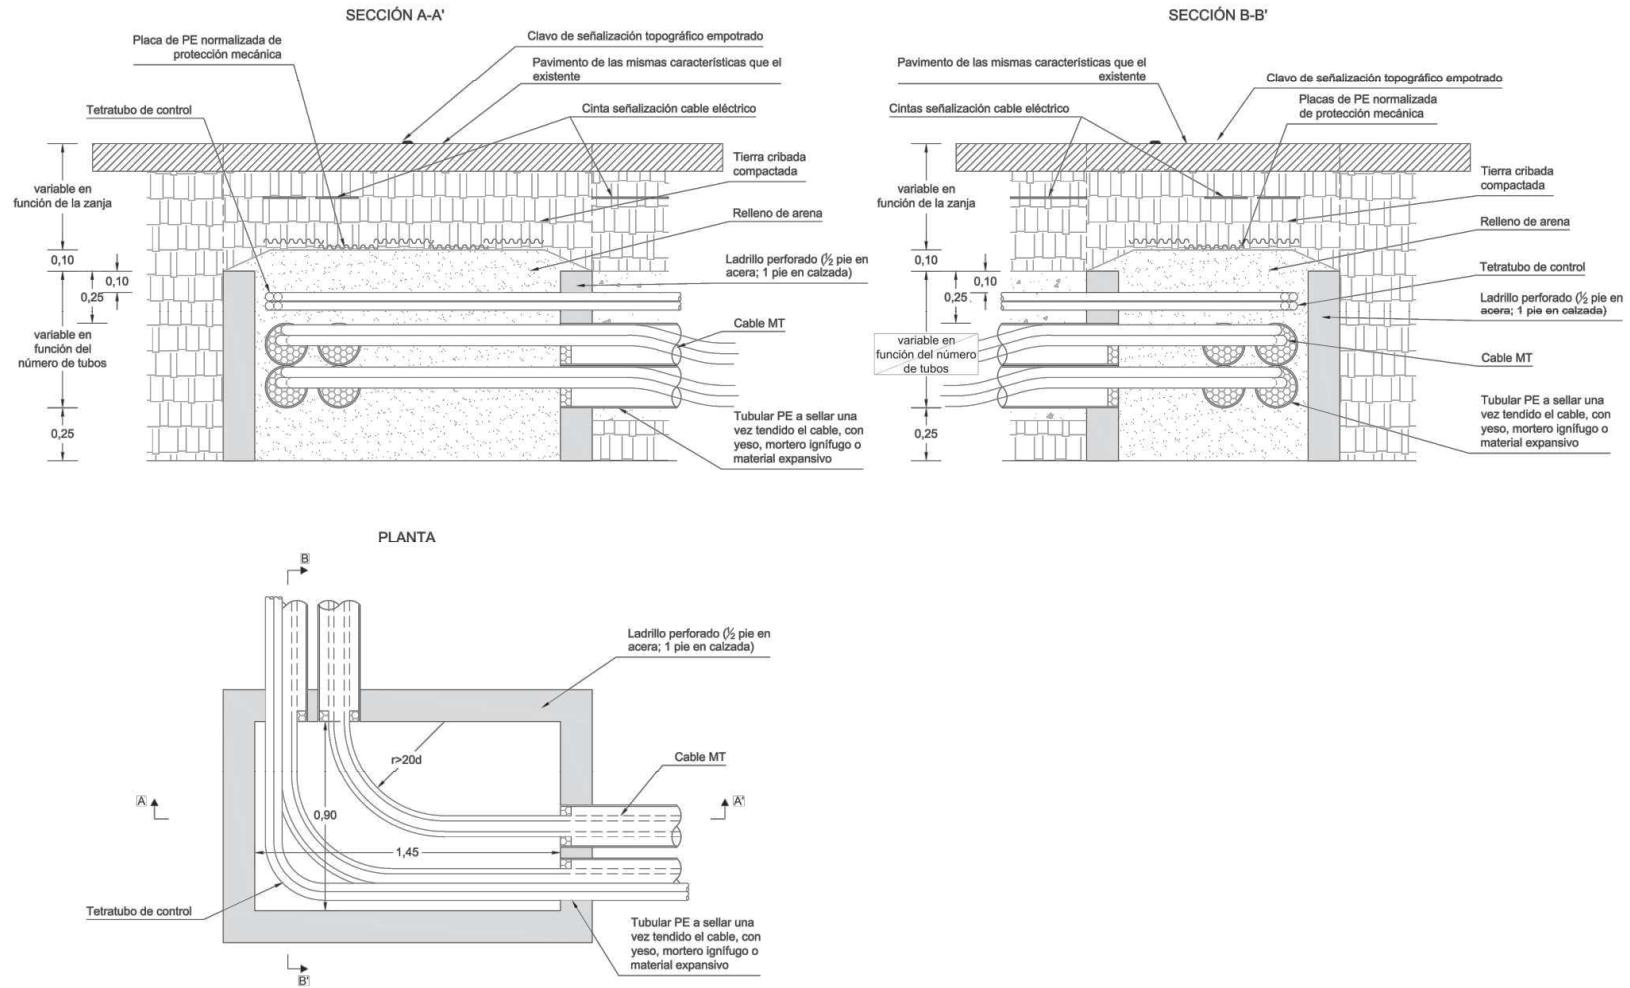 SECCIÓN A-A'
Placa de PE normalizada de
protección mecánica
Clavo de señalización topográfico empotrado
Pavimento de las mismas características que el
existente
Tetratubo de control
Cinta señalización cable eléctrico
variable en
función de la zanja
Tierra cribada
compactada
Relleno de arena
0,10
0,10
0,25
Ladrillo perforado (½ pie en
acera; 1 pie en calzada)
Cable MT
variable en
función del
número de tubos
0,25
Tubular PE a sellar una
vez tendido el cable, con
yeso, mortero ignífugo o
material expansivo
SECCIÓN B-B'
Pavimento de las mismas características que el
existente
Clavo de señalización topográfico empotrado
Cintas señalización cable eléctrico
Placas de PE normalizada
de protección mecánica
variable en
función de la zanja
Tierra cribada
compactada
Relleno de arena
0,10
0,10
0,25
Tetratubo de control
Ladrillo perforado (½ pie en
acera; 1 pie en calzada)
variable en
función del número
de tubos
Cable MT
0,25
Tubular PE a sellar una
vez tendido el cable, con
yeso, mortero ignífugo o
material expansivo
PLANTA
B
Ladrillo perforado (½ pie en
acera; 1 pie en calzada)
r>20d
Cable MT
A
A'
0,90
1,45
Tetratubo de control
Tubular PE a sellar una
vez tendido el cable, con
yeso, mortero ignífugo o
material expansivo
B'